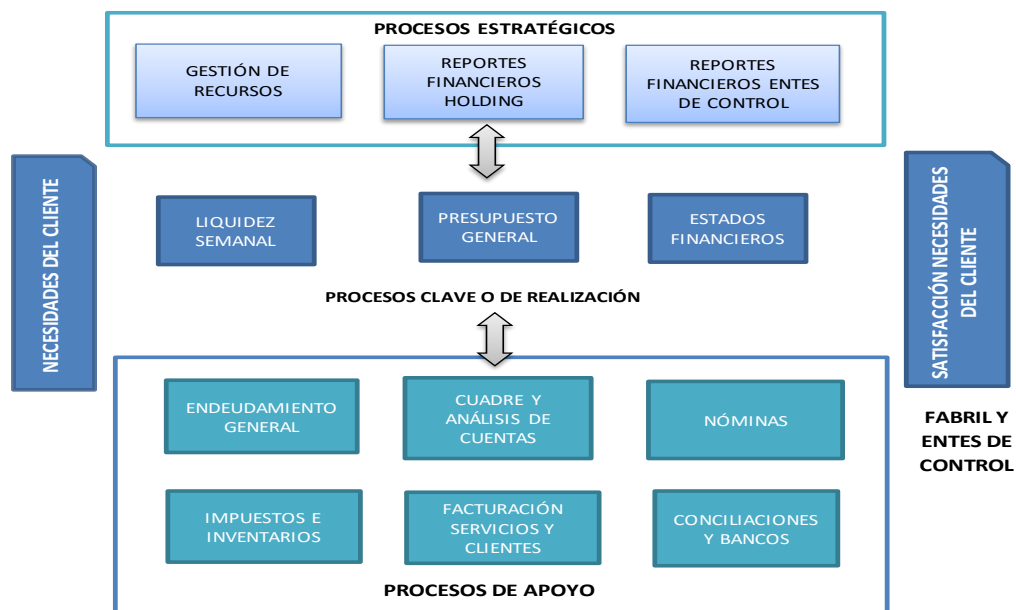 PROCESOS ESTRATÉGICOS
GESTIÓN DE
RECURSOS
REPORTES
FINANCIEROS
HOLDING
REPORTES
FINANCIEROS ENTES
DE CONTROL
NECESIDADES DEL CLIENTE
LIQUIDEZ
SEMANAL
PRESUPUESTO
GENERAL
ESTADOS
FINANCIEROS
SATISFACCIÓN NECESIDADES
DEL CLIENTE
PROCESOS CLAVE O DE REALIZACIÓN
ENDEUDAMIENTO
GENERAL
CUADRE Y
ANÁLISIS DE
CUENTAS
NÓMINAS
FABRIL Y
ENTES DE
CONTROL
IMPUESTOS E
INVENTARIOS
FACTURACIÓN
SERVICIOS Y
CLIENTES
CONCILIACIONES
Y BANCOS
PROCESOS DE APOYO